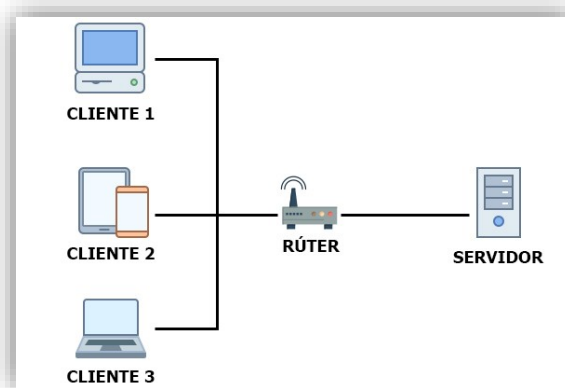 CLIENTE 1
CLIENTE 2
RÚTER
SERVIDOR
CLIENTE 3